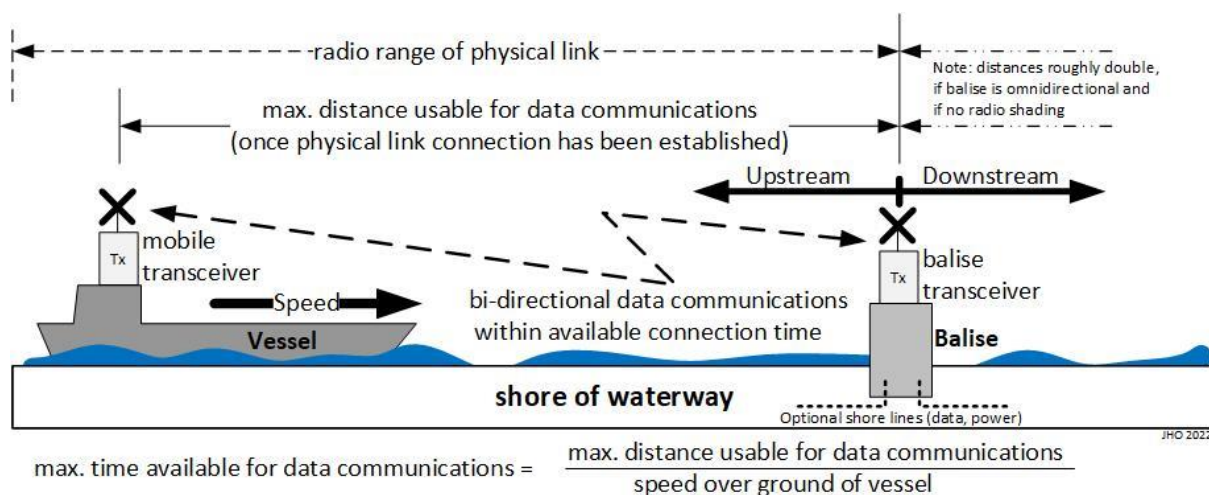 radio range of physical link
Note: distances roughly double,
if balise is omnidirectional and
if no radio shading
max. distance usable for data communications
(once physical link connection has been established)
Upstream
Downstream
mobile
transceiver
Tx
balise
transceiver
Tx
Speed
bi-directional data communications
within available connection time
Vessel
Balise
shore of waterway
Optional shore lines (data, power)
JHO 2022
max. time available for data communications =
max. distance usable for data communications
speed over ground of vessel